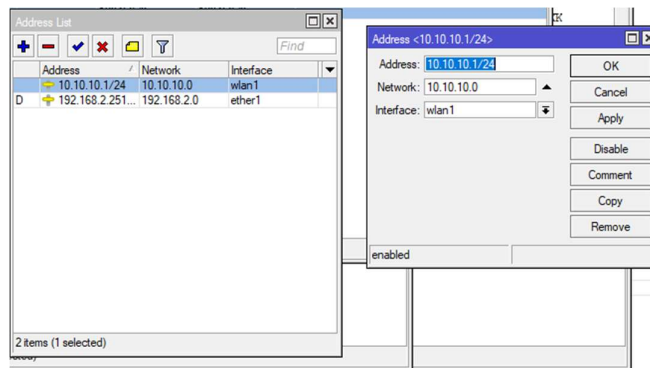 Address List
Find
Address Network Interface
10.10.10.1/24 10.10.10.0 wlan1
D 192.168.2.251... 192.168.2.0 ether1
2 items (1 selected)
Address <10.10.10.1/24>
Address: 10.10.10.1/24
Network: 10.10.10.0
Interface: wlan1
OK
Cancel
Apply
Disable
Comment
Copy
Remove
enabled